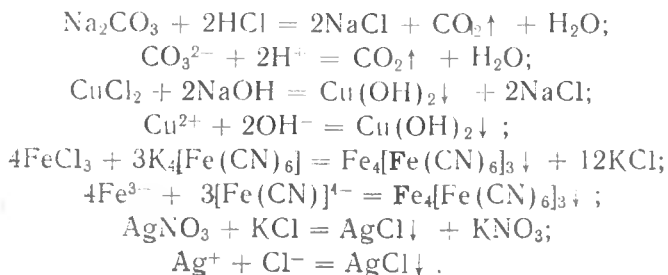 Na₂CO₃ + 2HCl = 2NaCl + CO₂↑ + H₂O;
CO₃²⁻ + 2H⁺ = CO₂↑ + H₂O;
CuCl₂ + 2NaOH = Cu(OH)₂↓ + 2NaCl;
Cu²⁺ + 2OH⁻ = Cu(OH)₂↓ ;
4FeCl₃ + 3K₄[Fe(CN)₆] = Fe₄[Fe(CN)₆]₃↓ + 12KCl;
4Fe³⁻ + 3[Fe(CN)]⁴⁻ = Fe₄[Fe(CN)₆]₃↓ ;
AgNO₃ + KCl = AgCl↓ + KNO₃;
Ag⁺ + Cl⁻ = AgCl↓ .